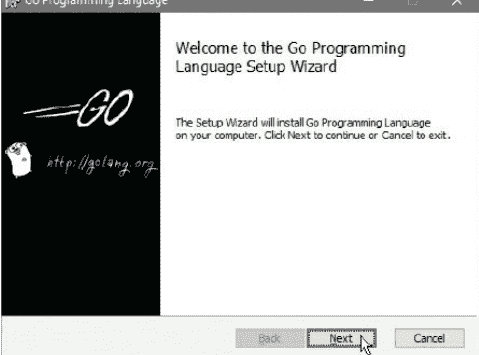 Go Programming Language
Welcome to the Go Programming
Language Setup Wizard
GO
The Setup Wizard will install Go Programming Language
on your computer. Click Next to continue or Cancel to exit.
http://golang.org
Back
Next
Cancel